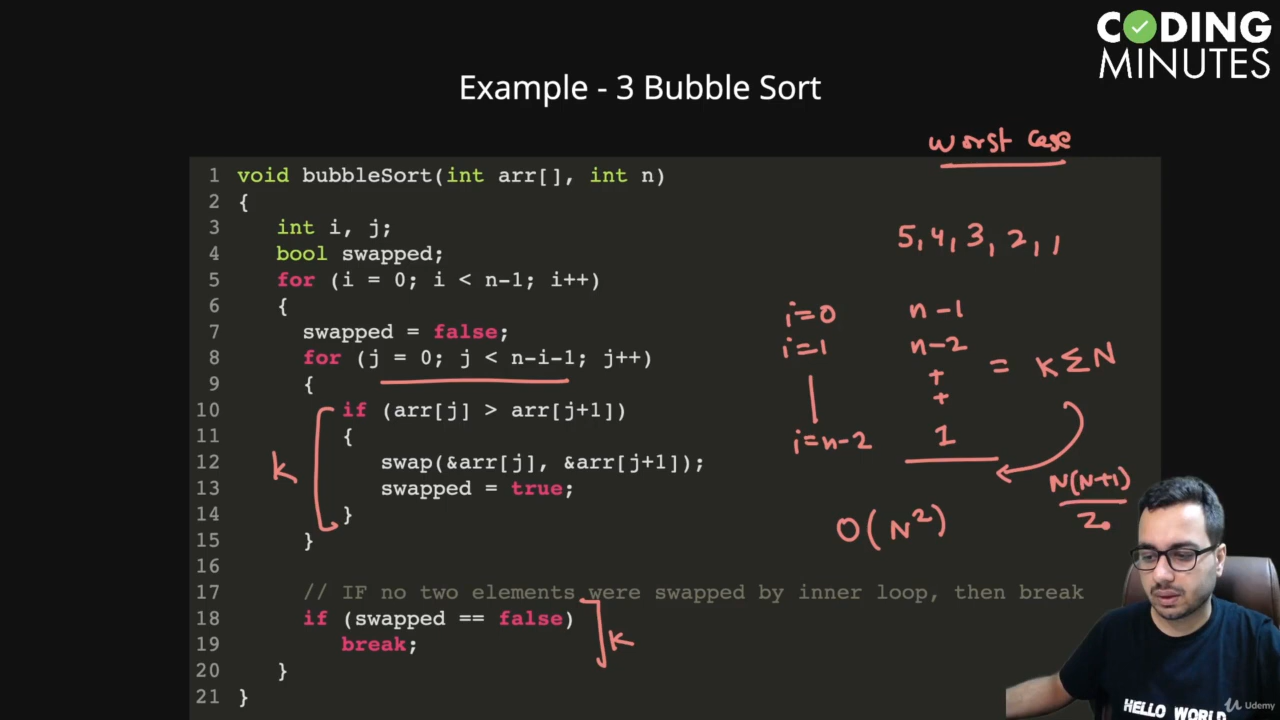 CODING
MINUTES
Example - 3 Bubble Sort
worst case
1 void bubbleSort(int arr[], int n)
2 {
3 int i, j;
4 bool swapped;
5 for (i = 0; i < n-1; i++)
6 {
7 swapped = false;
8 for (j = 0; j < n-i-1; j++)
9 {
10 if (arr[j] > arr[j+1])
11 {
12 swap(&arr[j], &arr[j+1]);
13 swapped = true;
14 }
15 }
16
17 // IF no two elements were swapped by inner loop, then break
18 if (swapped == false)
19 break;
20 }
21 }
k
k
5, 4, 3, 2, 1
i=0 n-1
i=1 n-2
+
+
i=n-2 1
= K Σ N
N(N+1)
2
O(N²)
HELLO WORLD
Udemy